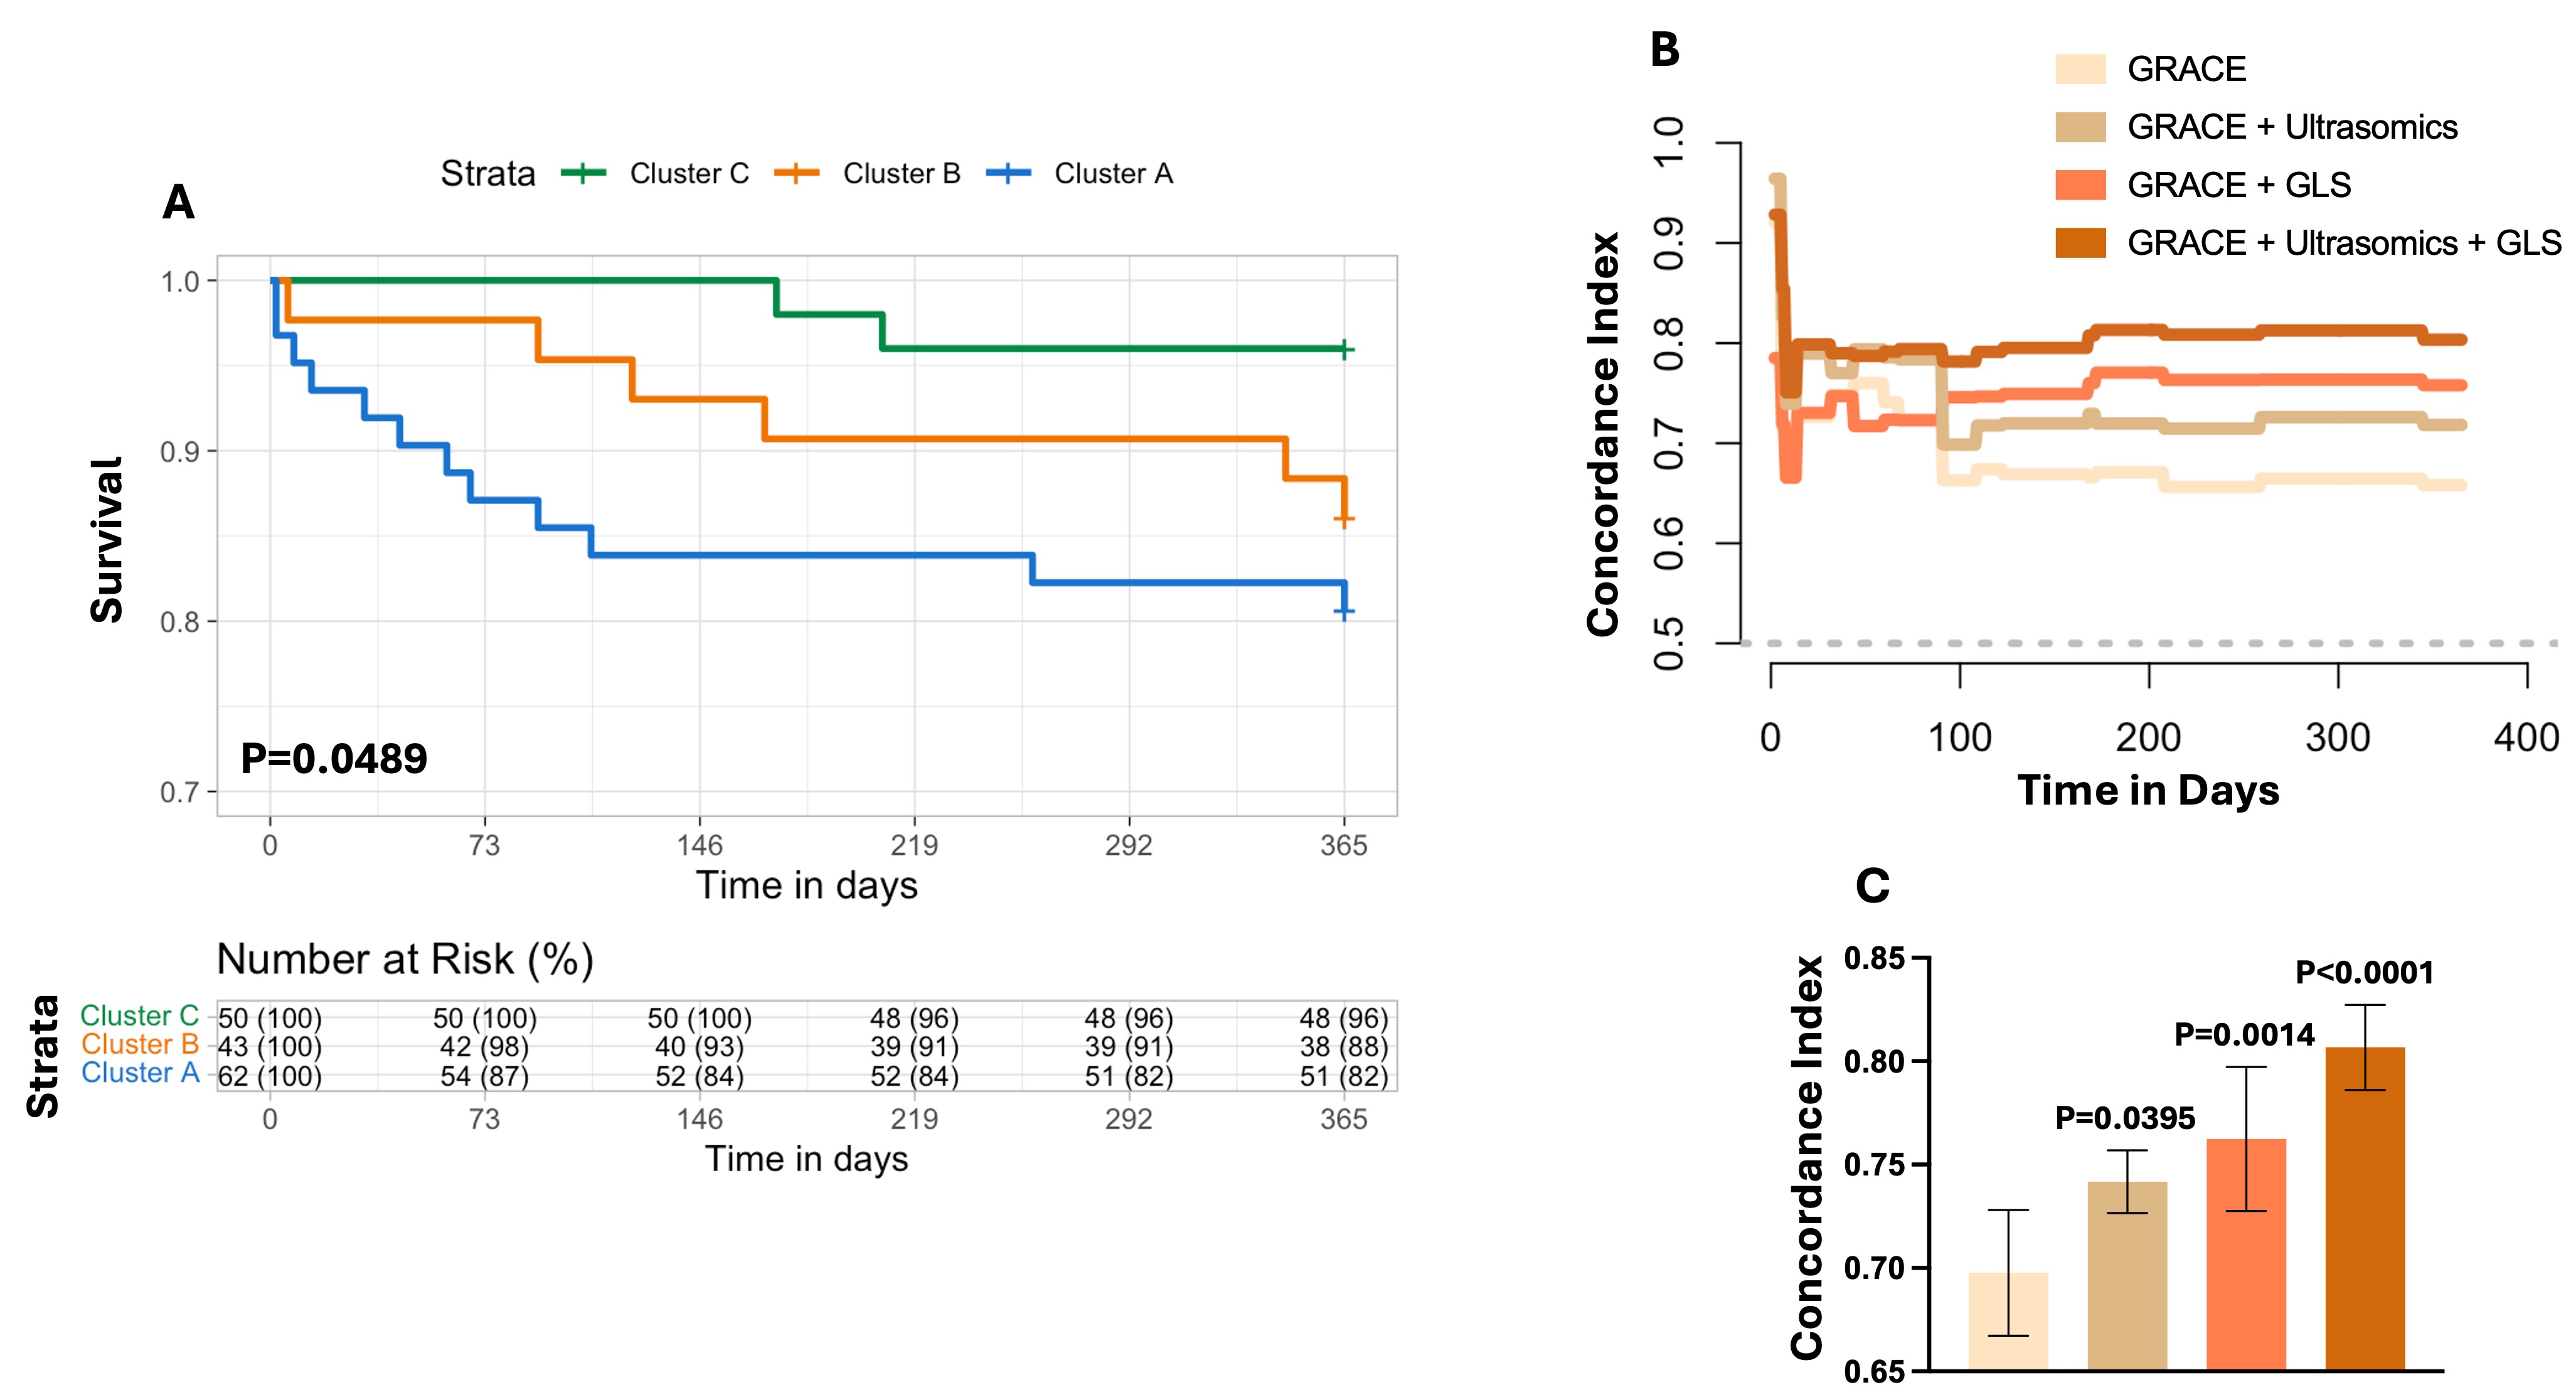 A
Strata Cluster C Cluster B Cluster A
Survival
1.0
0.9
0.8
0.7
P=0.0489
0 73 146 219 292 365
Time in days
Number at Risk (%)
Strata
Cluster C 50 (100) 50 (100) 50 (100) 48 (96) 48 (96) 48 (96)
Cluster B 43 (100) 42 (98) 40 (93) 39 (91) 39 (91) 38 (88)
Cluster A 62 (100) 54 (87) 52 (84) 52 (84) 51 (82) 51 (82)
0 73 146 219 292 365
Time in days
B
GRACE
GRACE + Ultrasomics
GRACE + GLS
GRACE + Ultrasomics + GLS
Concordance Index
1.0
0.9
0.8
0.7
0.6
0.5
0 100 200 300 400
Time in Days
C
Concordance Index
0.85
0.80
0.75
0.70
0.65
P<0.0001
P=0.0014
P=0.0395